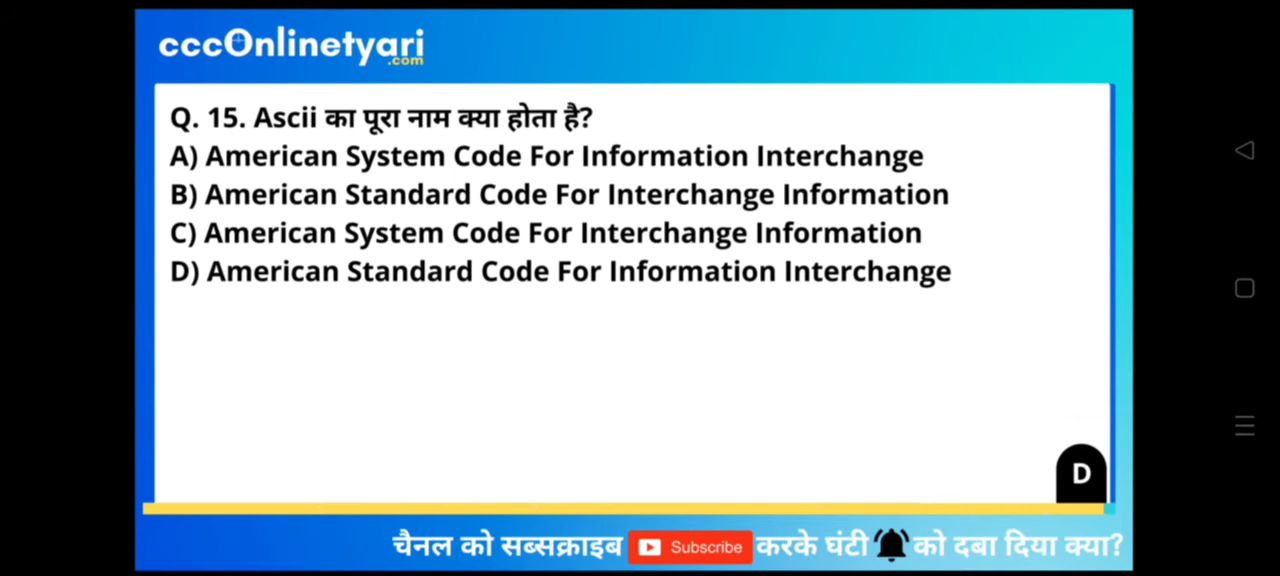 cccOnlinetyari
.com
Q. 15. Ascii का पूरा नाम क्या होता है?
A) American System Code For Information Interchange
B) American Standard Code For Interchange Information
C) American System Code For Interchange Information
D) American Standard Code For Information Interchange
D
चैनल को सब्सक्राइब Subscribe करके घंटी को दबा दिया क्या?